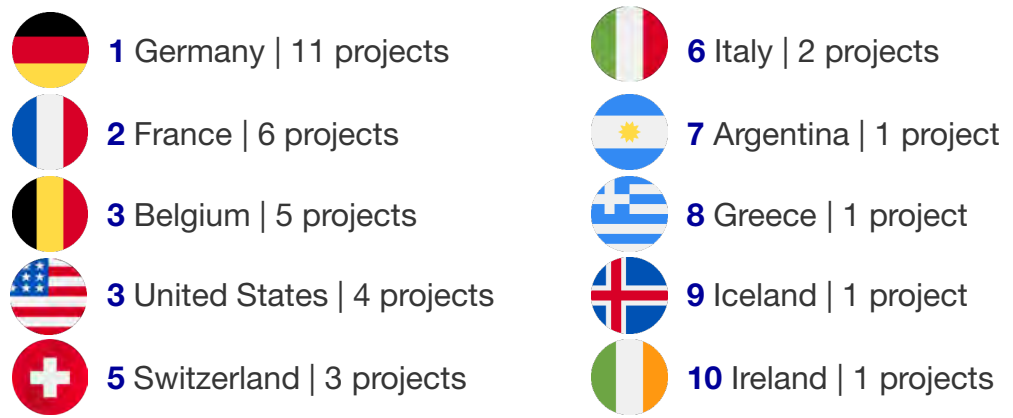 1 Germany | 11 projects
2 France | 6 projects
3 Belgium | 5 projects
3 United States | 4 projects
5 Switzerland | 3 projects
6 Italy | 2 projects
7 Argentina | 1 project
8 Greece | 1 project
9 Iceland | 1 project
10 Ireland | 1 projects